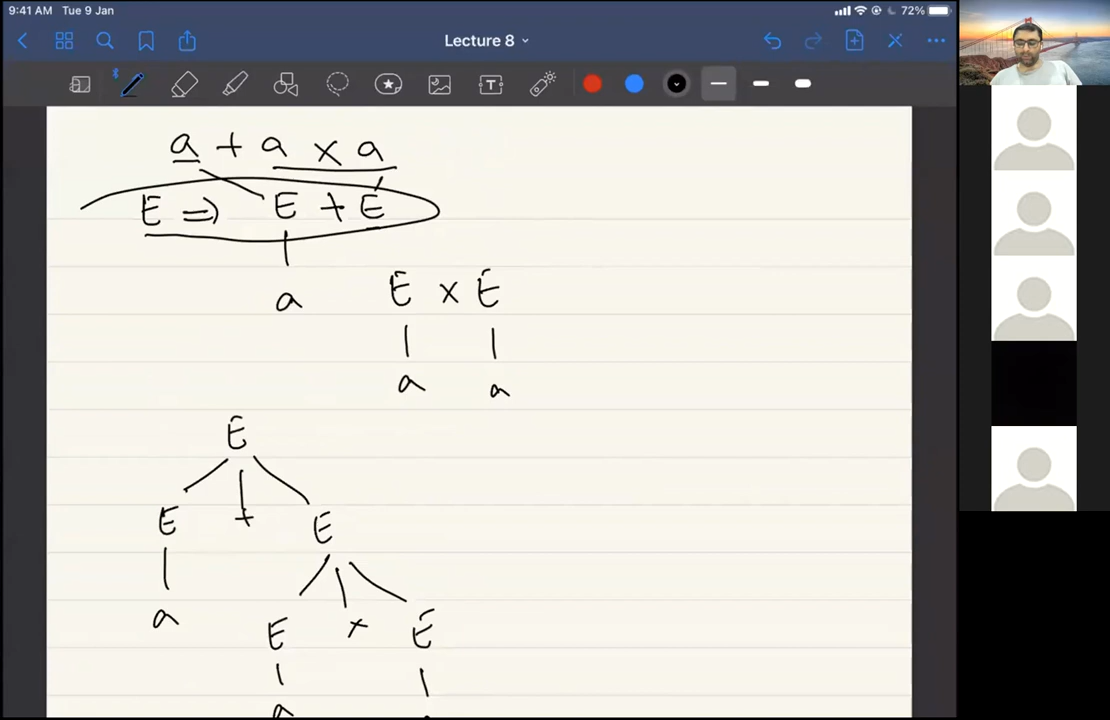 9:41 AM Tue 9 Jan 72%
Lecture 8
T
a + a × a
E ⇒ E + E
a
E × E
a a
E
E + E
a
E × E
a